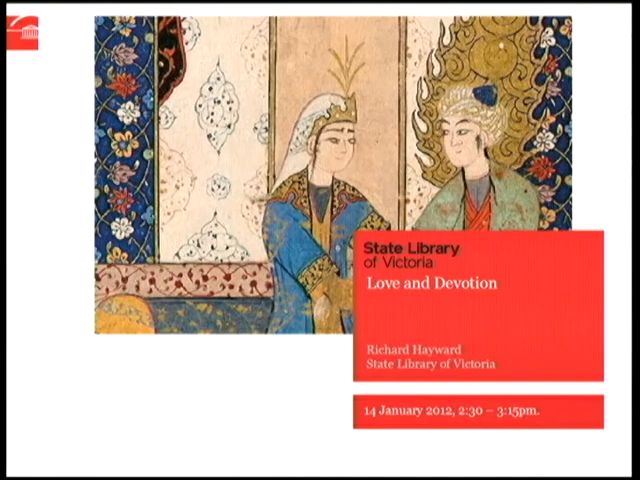 State Library
of Victoria
Love and Devotion
Richard Hayward
State Library of Victoria
14 January 2012, 2:30 – 3:15pm.